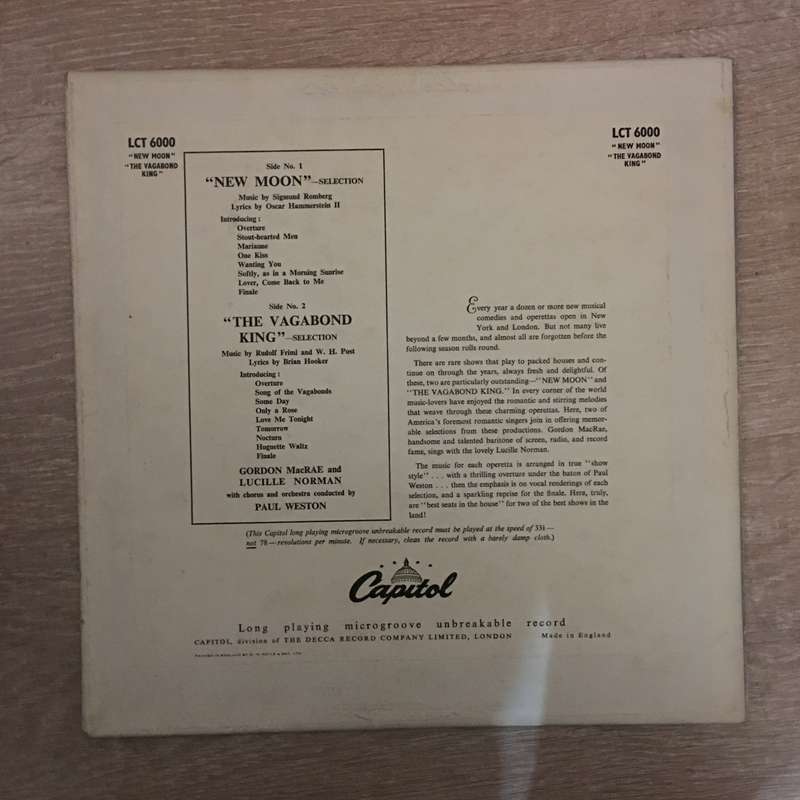 LCT 6000
"NEW MOON"
"THE VAGABOND
KING"
LCT 6000
"NEW MOON"
"THE VAGABOND
KING"
Side No. 1
"NEW MOON"—SELECTION
Music by Sigmund Romberg
Lyrics by Oscar Hammerstein II
Introducing :
Overture
Stout-hearted Men
Marianne
One Kiss
Wanting You
Softly, as in a Morning Sunrise
Lover, Come Back to Me
Finale
Side No. 2
"THE VAGABOND
KING"—SELECTION
Music by Rudolf Friml and W. H. Post
Lyrics by Brian Hooker
Introducing :
Overture
Song of the Vagabonds
Some Day
Only a Rose
Love Me Tonight
Tomorrow
Nocturn
Huguette Waltz
Finale
GORDON MacRAE and
LUCILLE NORMAN
with chorus and orchestra conducted by
PAUL WESTON
Every year a dozen or more new musical
comedies and operettas open in New
York and London. But not many live
beyond a few months, and almost all are forgotten before the
following season rolls round.
There are rare shows that play to packed houses and con-
tinue on through the years, always fresh and delightful. Of
these, two are particularly outstanding—"NEW MOON" and
"THE VAGABOND KING." In every corner of the world
music-lovers have enjoyed the romantic and stirring melodies
that weave through these charming operettas. Here, two of
America's foremost romantic singers join in offering memor-
able selections from these productions. Gordon MacRae,
handsome and talented baritone of screen, radio, and record
fame, sings with the lovely Lucille Norman.
The music for each operetta is arranged in true "show
style" . . . with a thrilling overture under the baton of Paul
Weston . . . then the emphasis is on vocal renderings of each
selection, and a sparkling reprise for the finale. Here, truly,
are "best seats in the house" for two of the best shows in the
land!
(This Capitol long playing microgroove unbreakable record must be played at the speed of 33⅓—
not 78—revolutions per minute. If necessary, clean the record with a barely damp cloth.)
Capitol
Long playing microgroove unbreakable record
CAPITOL, division of THE DECCA RECORD COMPANY LIMITED, LONDON Made in England